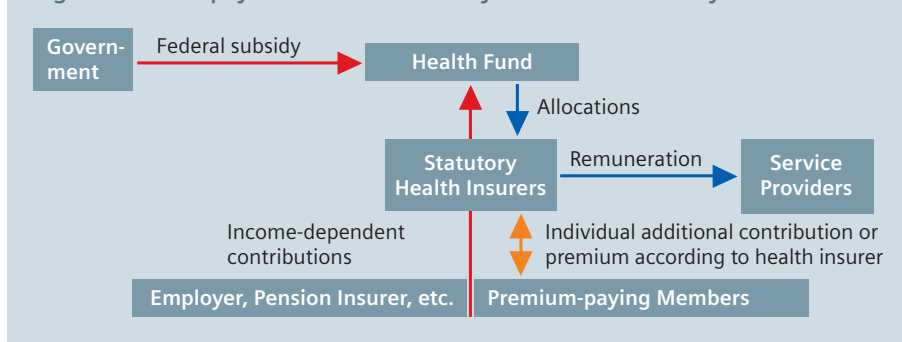 Govern-
ment
Federal subsidy
Health Fund
Allocations
Statutory
Health Insurers
Remuneration
Service
Providers
Income-dependent
contributions
Individual additional contribution or
premium according to health insurer
Employer, Pension Insurer, etc.
Premium-paying Members